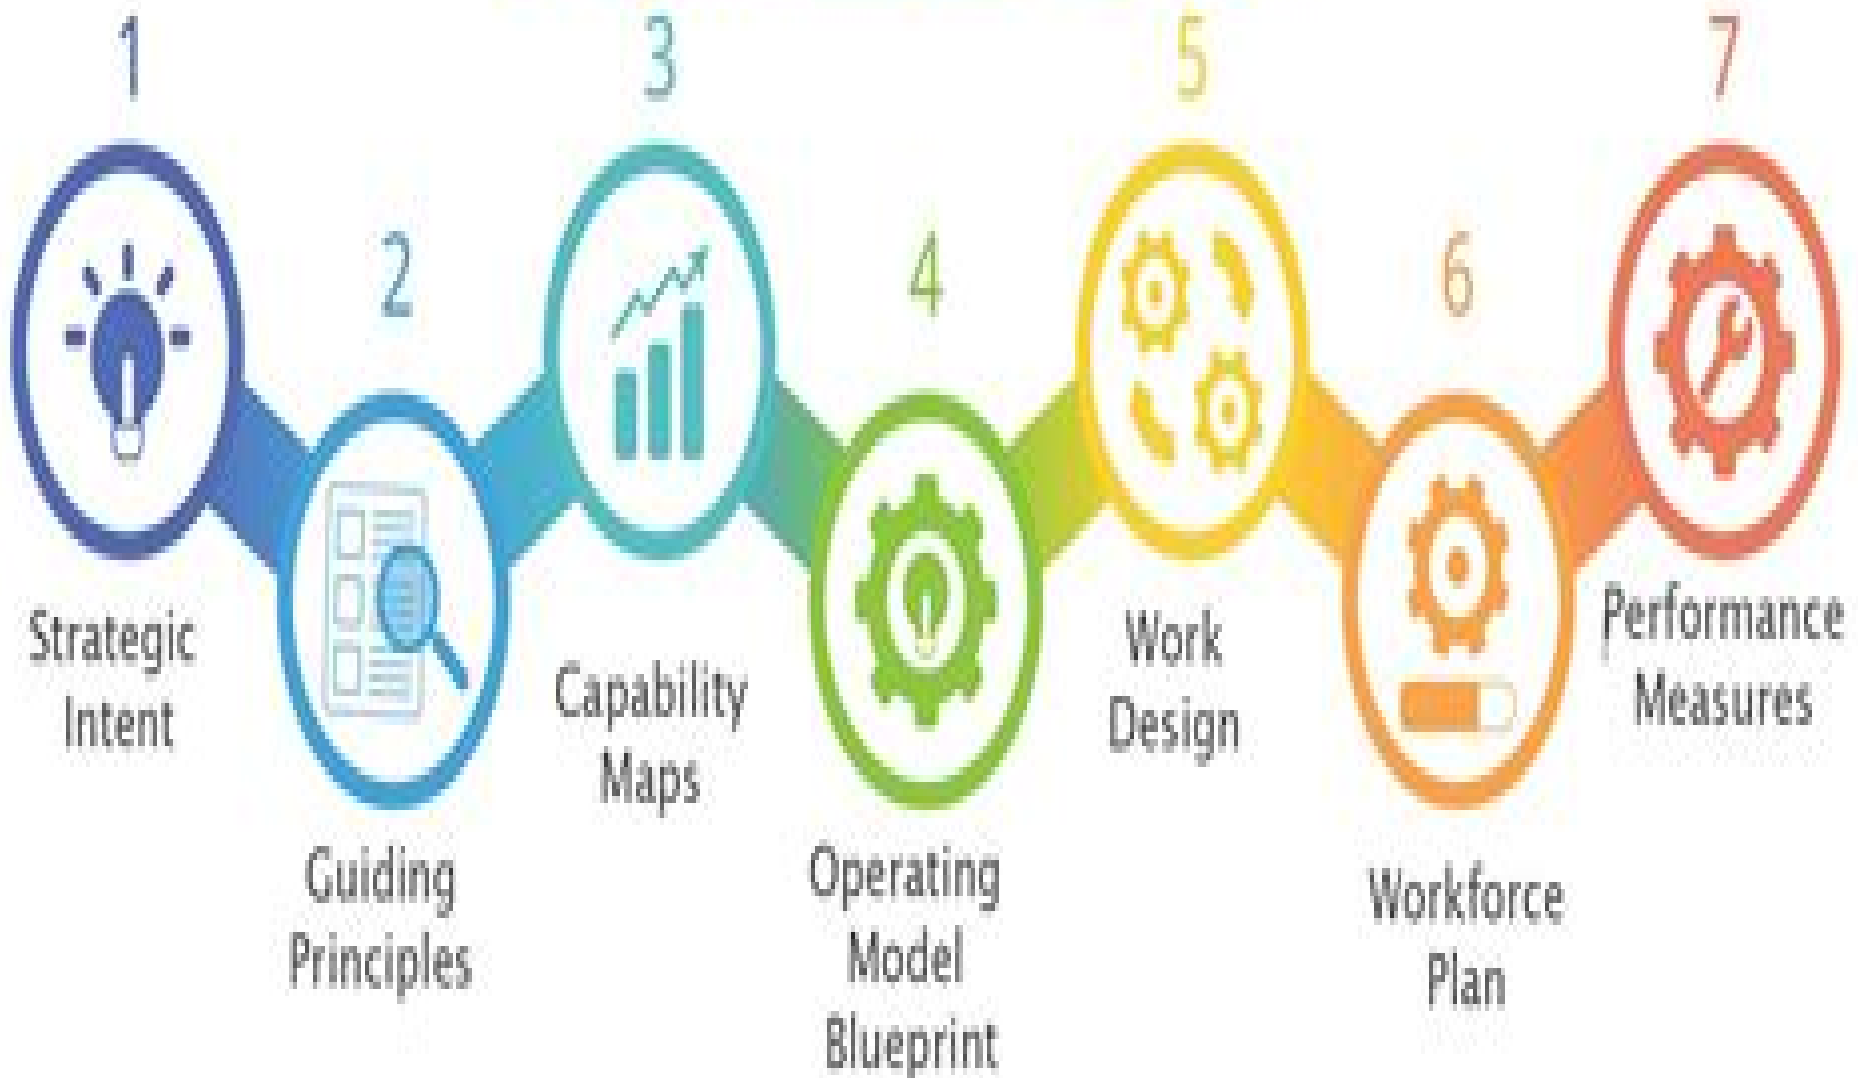 1
Strategic
Intent
2
Guiding
Principles
3
Capability
Maps
4
Operating
Model
Blueprint
5
Work
Design
6
Workforce
Plan
7
Performance
Measures